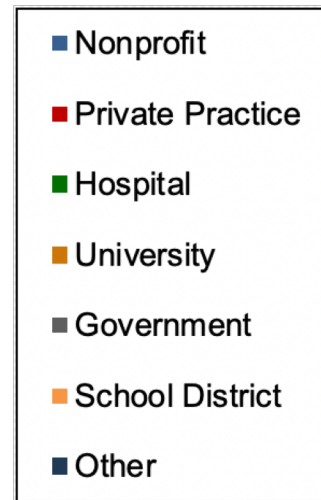 Nonprofit
Private Practice
Hospital
University
Government
School District
Other